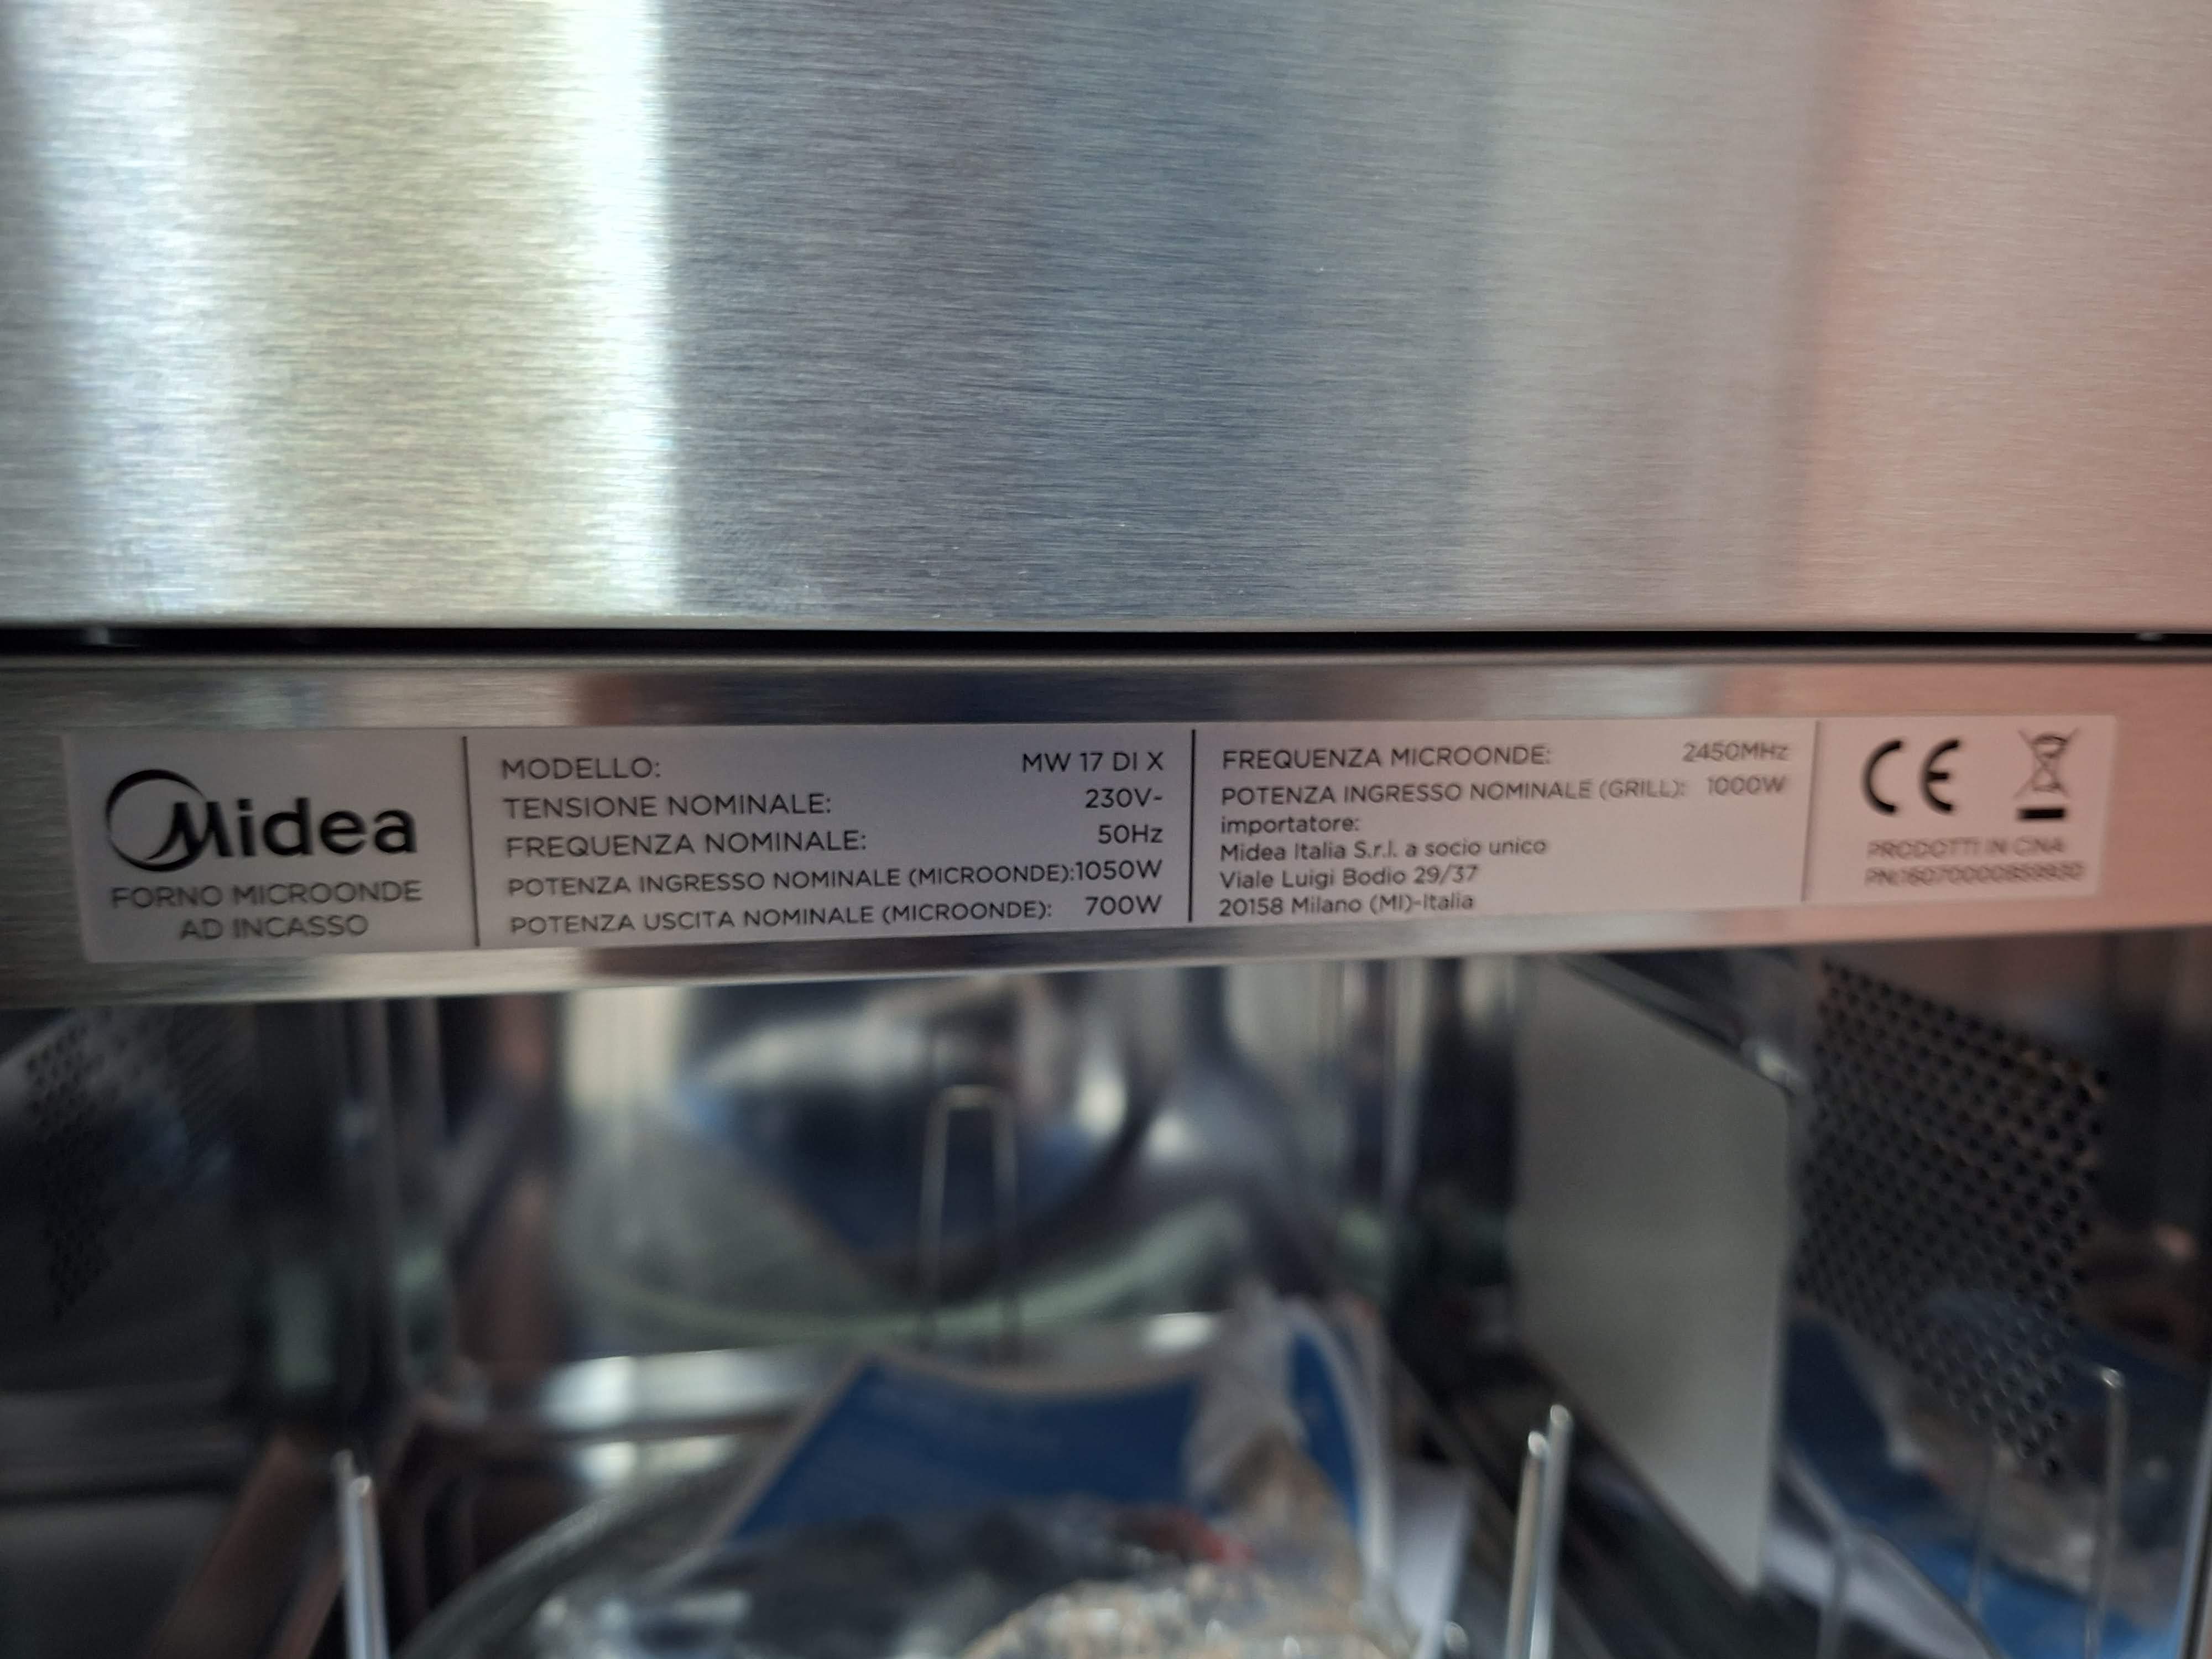 Midea
FORNO MICROONDE
AD INCASSO
MODELLO: MW 17 DI X
TENSIONE NOMINALE: 230V~
FREQUENZA NOMINALE: 50Hz
POTENZA INGRESSO NOMINALE (MICROONDE):1050W
POTENZA USCITA NOMINALE (MICROONDE): 700W
FREQUENZA MICROONDE: 2450MHz
POTENZA INGRESSO NOMINALE (GRILL): 1000W
importatore:
Midea Italia S.r.l. a socio unico
Viale Luigi Bodio 29/37
20158 Milano (MI)-Italia
CE
PRODOTTI IN CINA